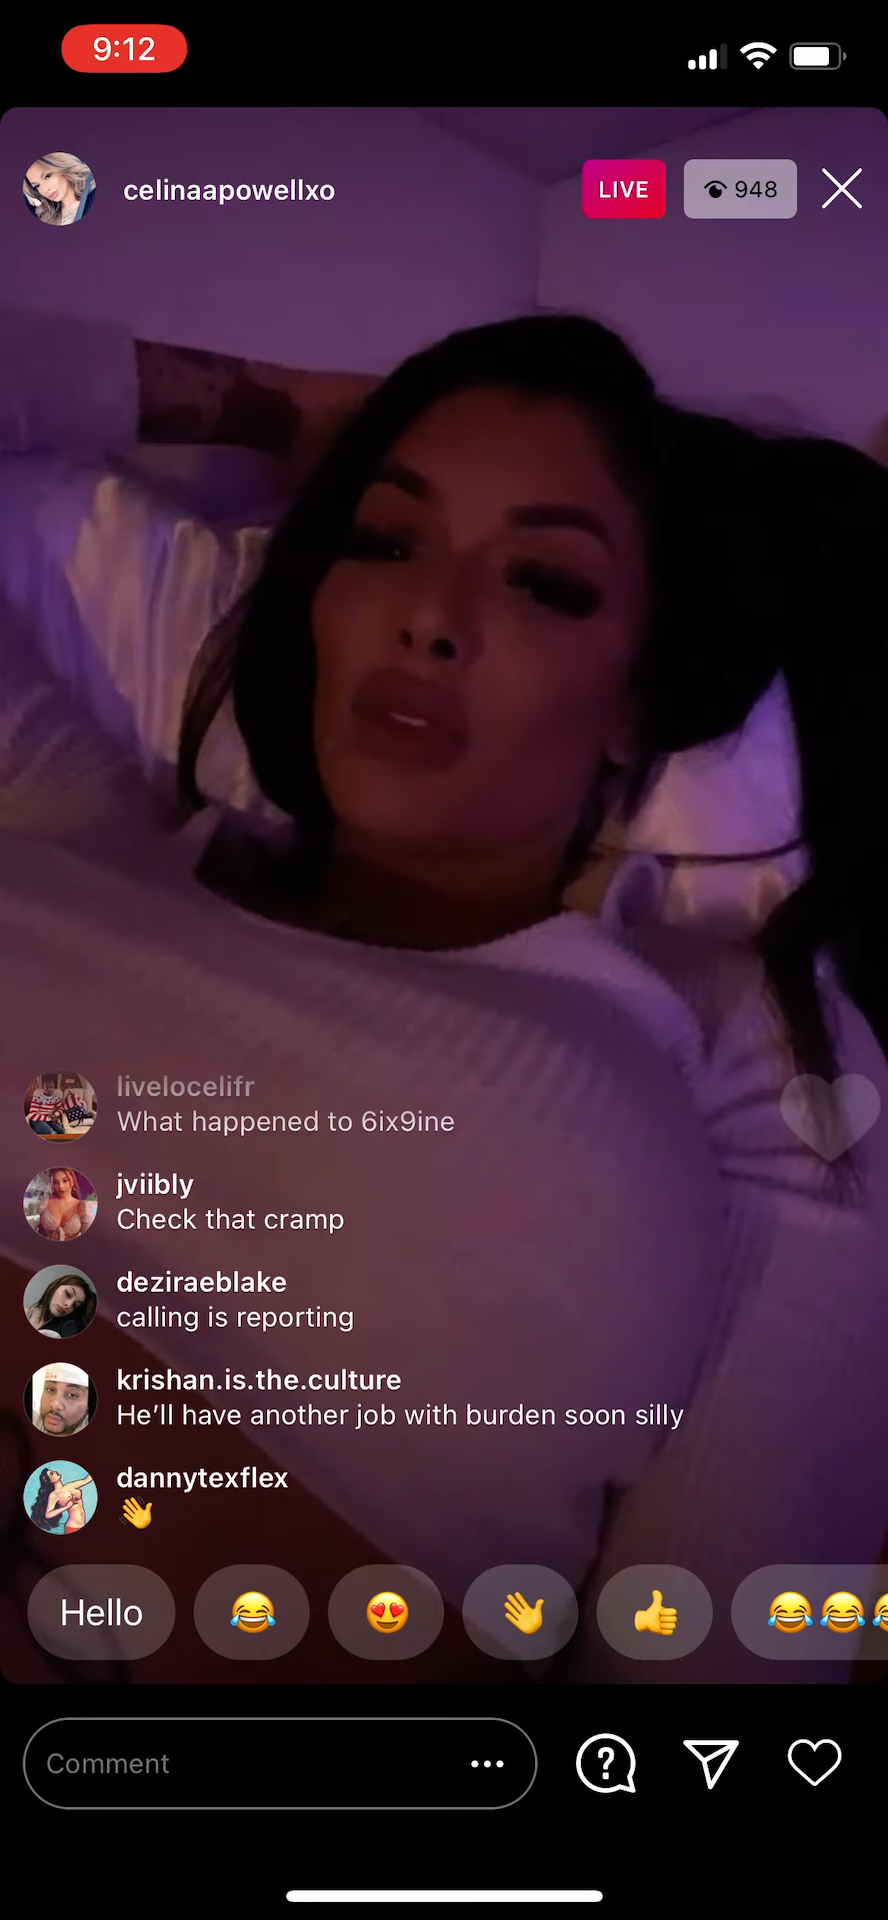 9:12
celinaapowellxo
LIVE
948
livelocelifr
What happened to 6ix9ine
jviibly
Check that cramp
deziraeblake
calling is reporting
krishan.is.the.culture
He’ll have another job with burden soon silly
dannytexflex
👋
Hello
😂
😍
👋
👍
😂😂😂
Comment